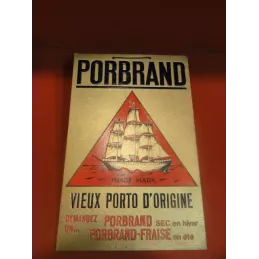 PORBRAND
VIEUX PORTO D'ORIGINE
DEMANDEZ PORBRAND SEC en hiver
UN... PORBRAND-FRAISE en été